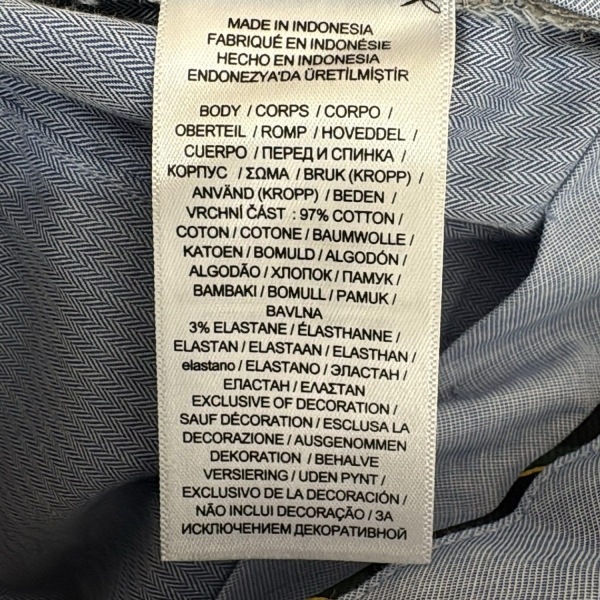 MADE IN INDONESIA
FABRIQUÉ EN INDONÉSIE
HECHO EN INDONESIA
ENDONEZYA'DA ÜRETİLMİŞTİR
BODY / CORPS / CORPO /
OBERTEIL / ROMP / HOVEDDEL /
CUERPO / ПЕРЕД И СПИНКА /
КОРПУС / ΣΩΜΑ / BRUK (KROPP) /
ANVÄND (KROPP) / BEDEN /
VRCHNÍ ČÁST : 97% COTTON /
COTON / COTONE / BAUMWOLLE /
KATOEN / BOMULD / ALGODÓN /
ALGODÃO / ХЛОПОК / ПАМУК /
BAMBAKI / BOMULL / PAMUK /
BAVLNA
3% ELASTANE / ÉLASTHANNE /
ELASTAN / ELASTAAN / ELASTHAN /
elastano / ELASTANO / ЭЛАСТАН /
ЕЛАСТАН / ΕΛΑΣΤΑΝ
EXCLUSIVE OF DECORATION /
SAUF DÉCORATION / ESCLUSA LA
DECORAZIONE / AUSGENOMMEN
DEKORATION / BEHALVE
VERSIERING / UDEN PYNT /
EXCLUSIVO DE LA DECORACIÓN /
NÃO INCLUI DECORAÇÃO / ЗА
ИСКЛЮЧЕНИЕМ ДЕКОРАТИВНОЙ